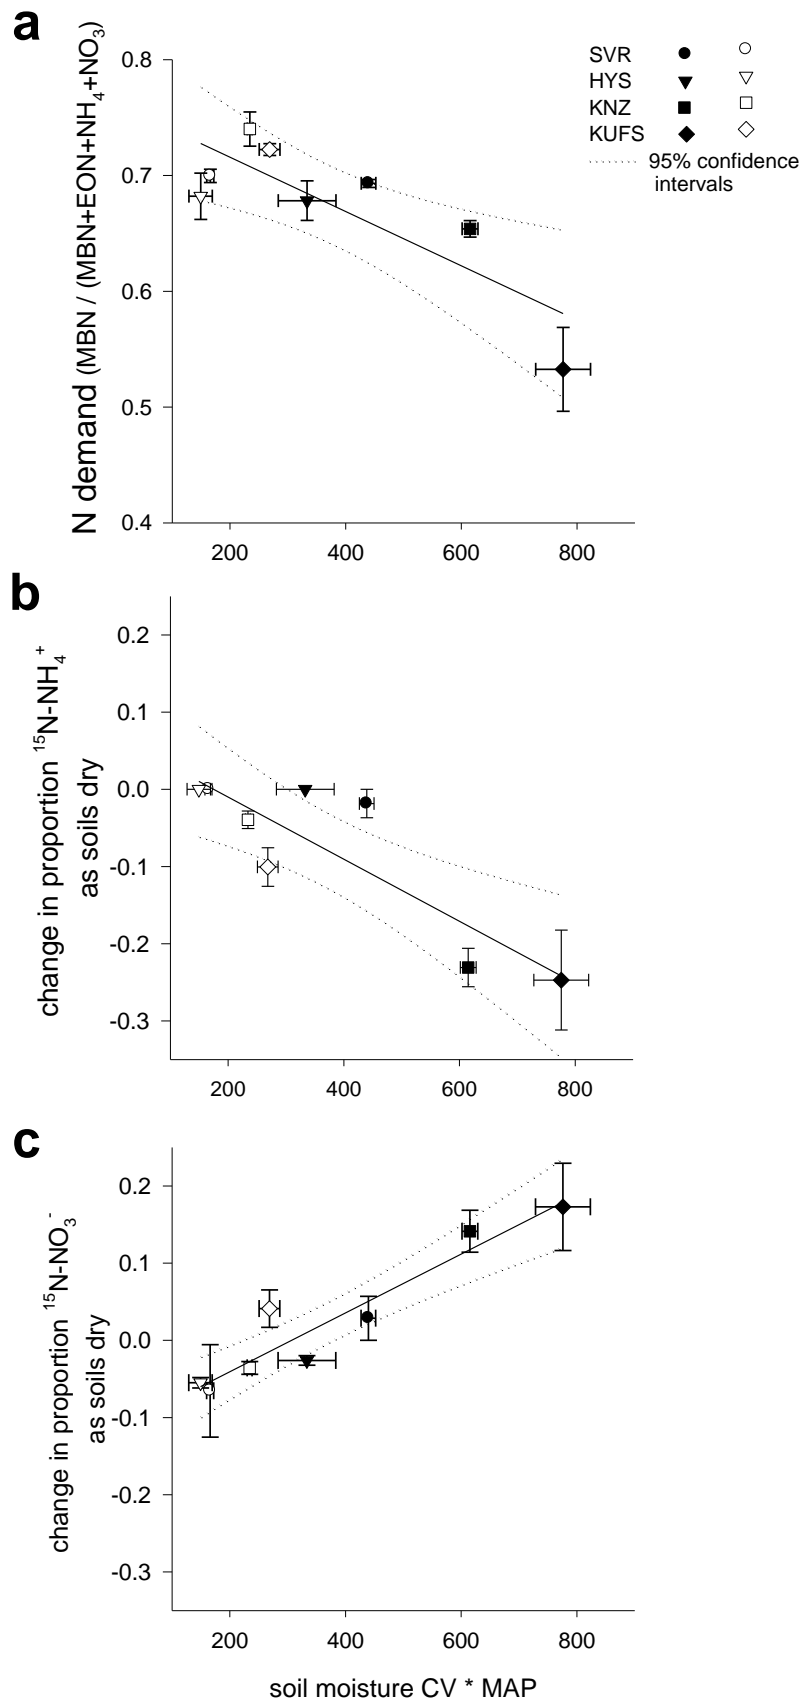 a
N demand (MBN / (MBN+EON+NH4+NO3)
0.8
0.7
0.6
0.5
0.4
200 400 600 800
SVR
HYS
KNZ
KUFS
95% confidence
intervals
b
change in proportion 15N-NH4+
as soils dry
0.2
0.1
0.0
-0.1
-0.2
-0.3
200 400 600 800
c
change in proportion 15N-NO3-
as soils dry
0.2
0.1
0.0
-0.1
-0.2
-0.3
200 400 600 800
soil moisture CV * MAP